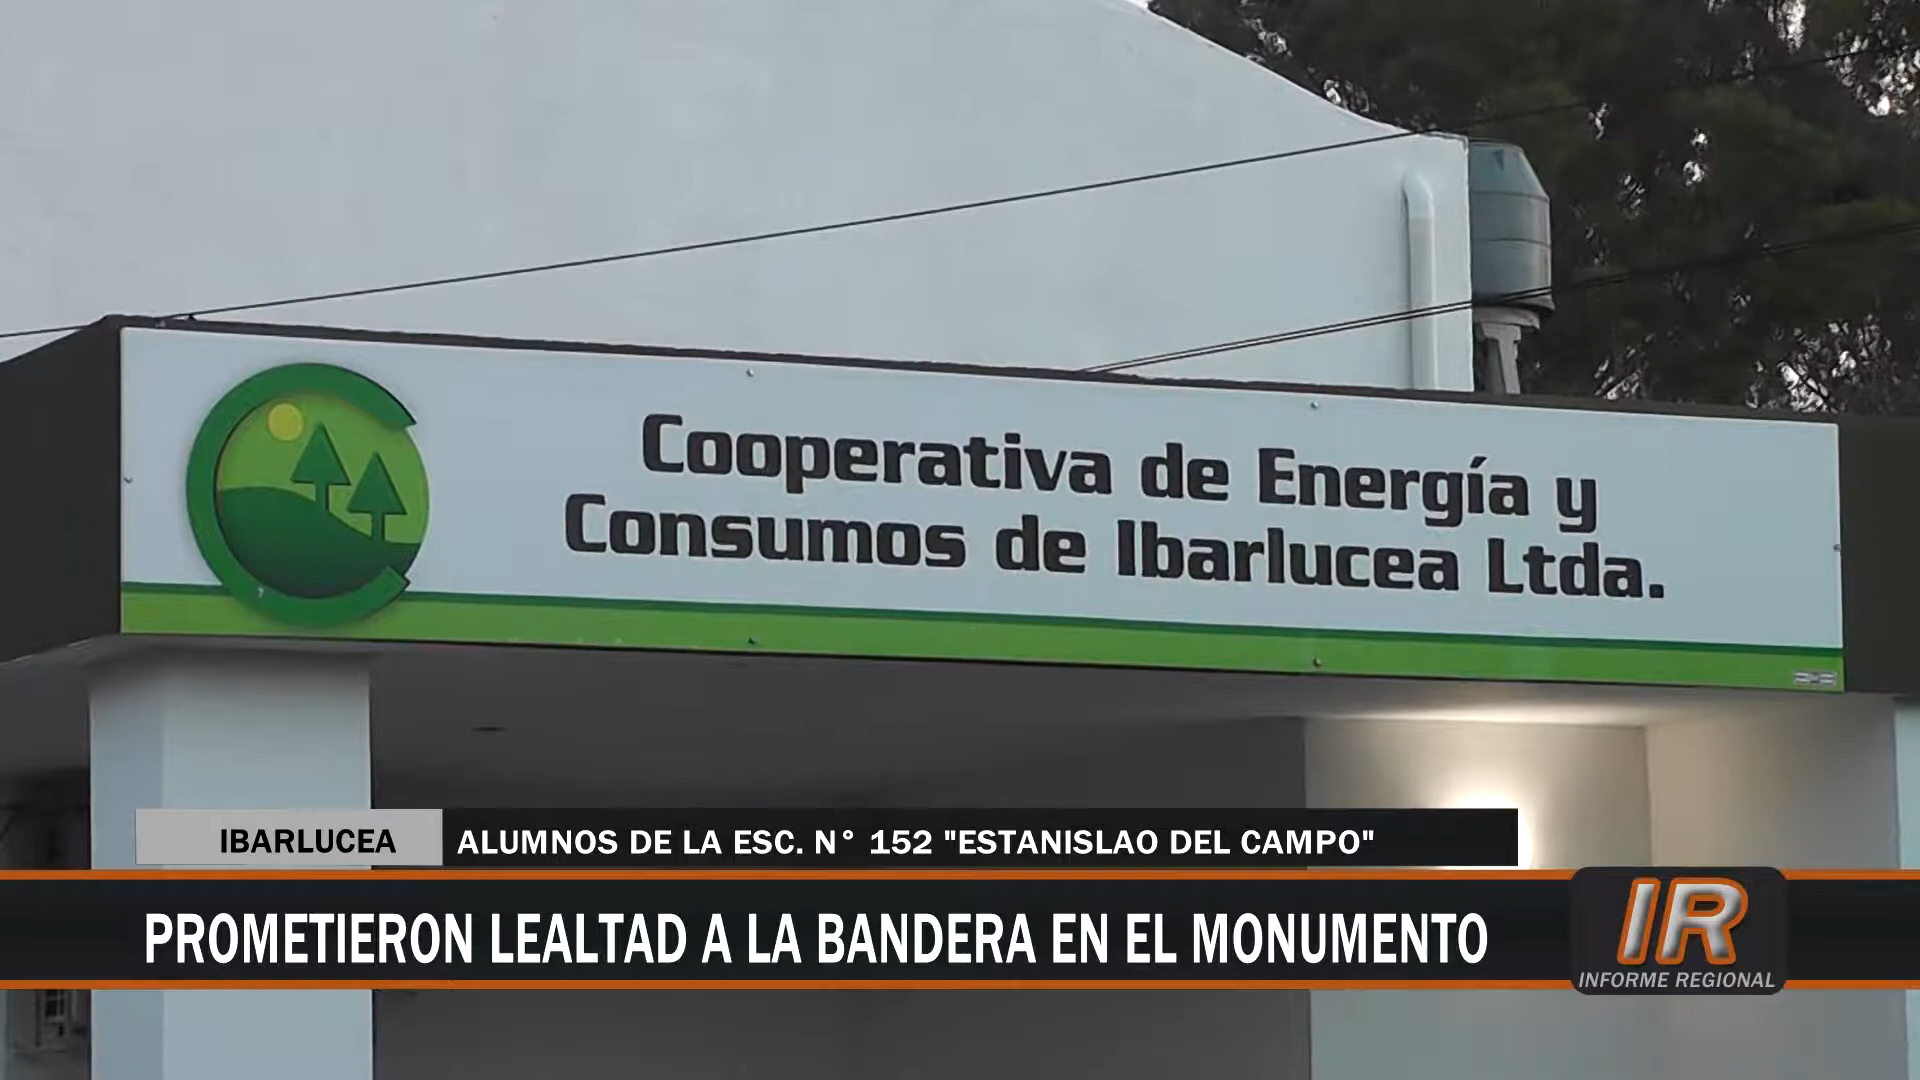 Cooperativa de Energía y
Consumos de Ibarlucea Ltda.
IBARLUCEA
ALUMNOS DE LA ESC. N° 152 "ESTANISLAO DEL CAMPO"
PROMETIERON LEALTAD A LA BANDERA EN EL MONUMENTO
IR
INFORME REGIONAL